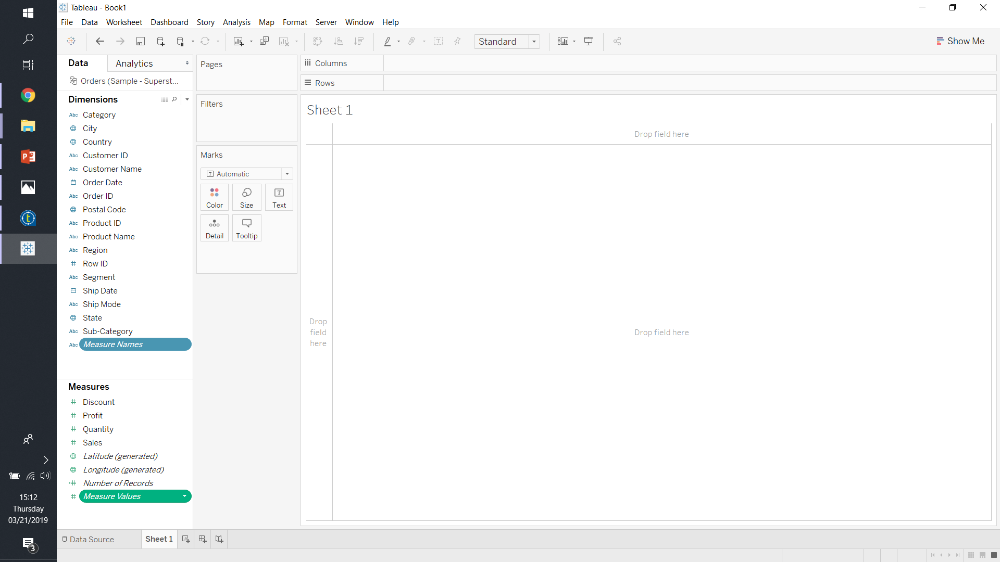 Tableau - Book1
File Data Worksheet Dashboard Story Analysis Map Format Server Window Help
Standard
Show Me
Data
Analytics
Orders (Sample - Superst...
Dimensions
Abc Category
City
Country
Abc Customer ID
Abc Customer Name
Order Date
Abc Order ID
Postal Code
Abc Product ID
Abc Product Name
Abc Region
# Row ID
Abc Segment
Ship Date
Abc Ship Mode
State
Abc Sub-Category
Abc Measure Names
Measures
# Discount
# Profit
# Quantity
# Sales
Latitude (generated)
Longitude (generated)
=# Number of Records
# Measure Values
Pages
Filters
Marks
T Automatic
Color
Size
T
Text
Detail
Tooltip
Columns
Rows
Sheet 1
Drop field here
Drop
field
here
Drop field here
Data Source
Sheet 1
P
t
15:12
Thursday
03/21/2019
3